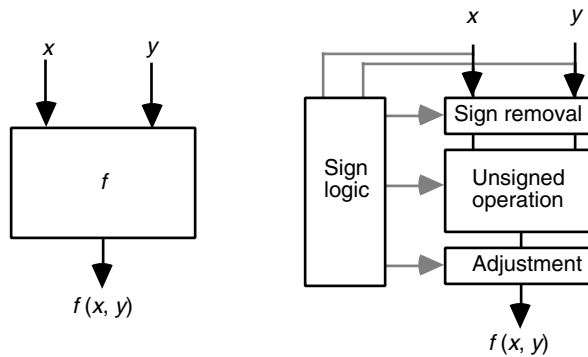 x
y
f
f (x, y)
x
y
Sign removal
Sign
logic
Unsigned
operation
Adjustment
f (x, y)